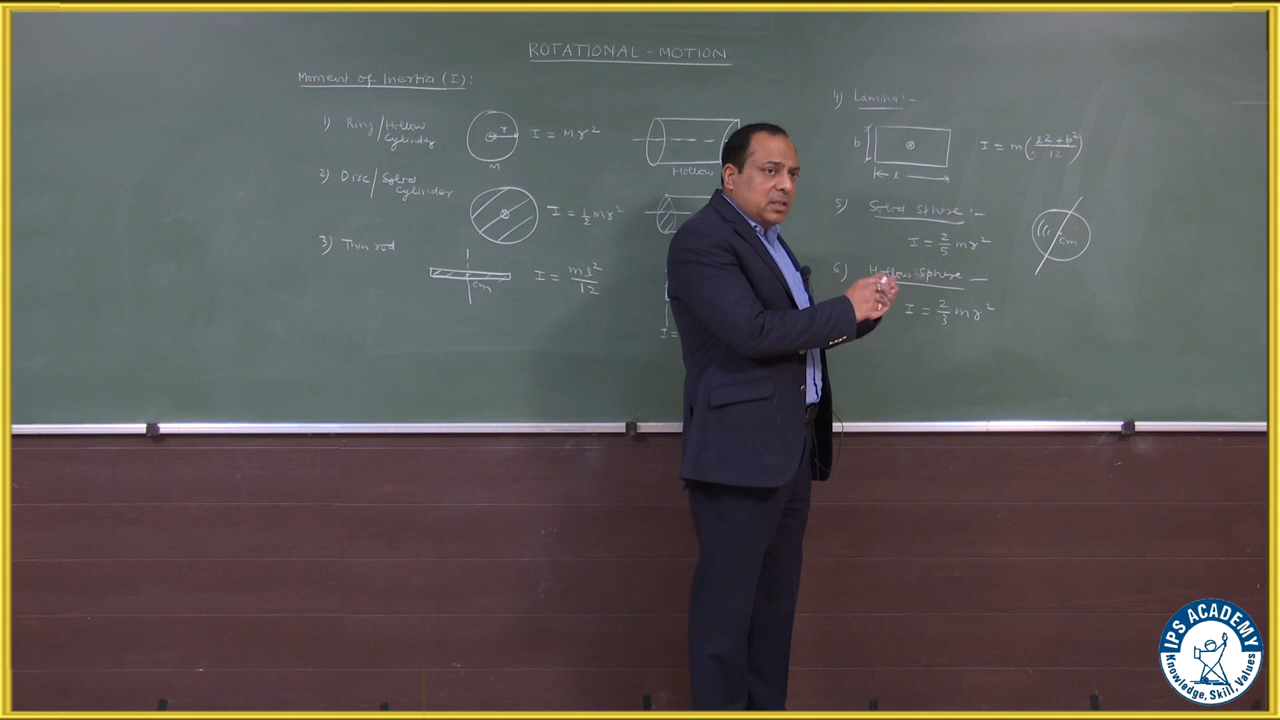 ROTATIONAL - MOTION
Moment of Inertia (I):
1) Ring/Hollow Cylinder
r
M
I = Mr²
Hollow
2) Disc/Solid Cylinder
I = 1/2 mr²
3) Thin rod
cm
I = ml²/12
I =
4) Lamina:-
b
l
I = m(l2 + b²/12)
5) Solid sphere:-
I = 2/5 mr²
cm
6) Hollow sphere -
I = 2/3 mr²
IPS ACADEMY
Knowledge, Skill, Values